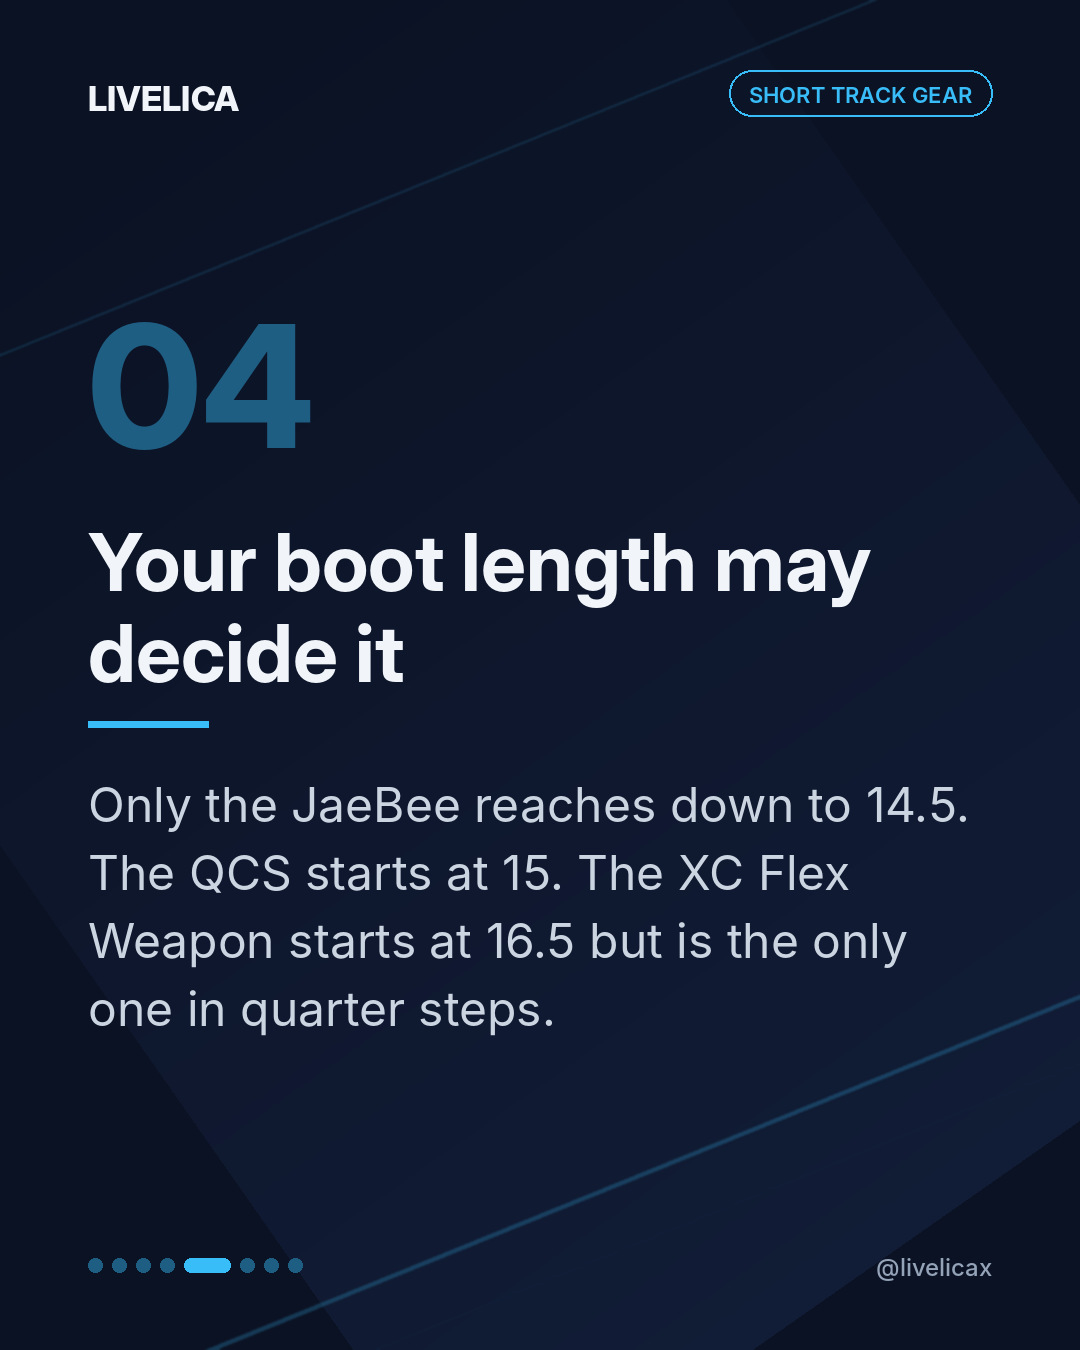 LIVELICA
SHORT TRACK GEAR
04
Your boot length may
decide it
Only the JaeBee reaches down to 14.5.
The QCS starts at 15. The XC Flex
Weapon starts at 16.5 but is the only
one in quarter steps.
@livelicax